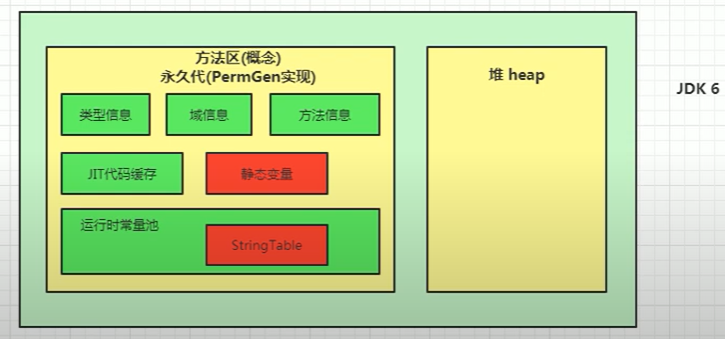 方法区(概念)
永久代(PermGen实现)
类型信息
域信息
方法信息
JIT代码缓存
静态变量
运行时常量池
StringTable
堆 heap
JDK 6